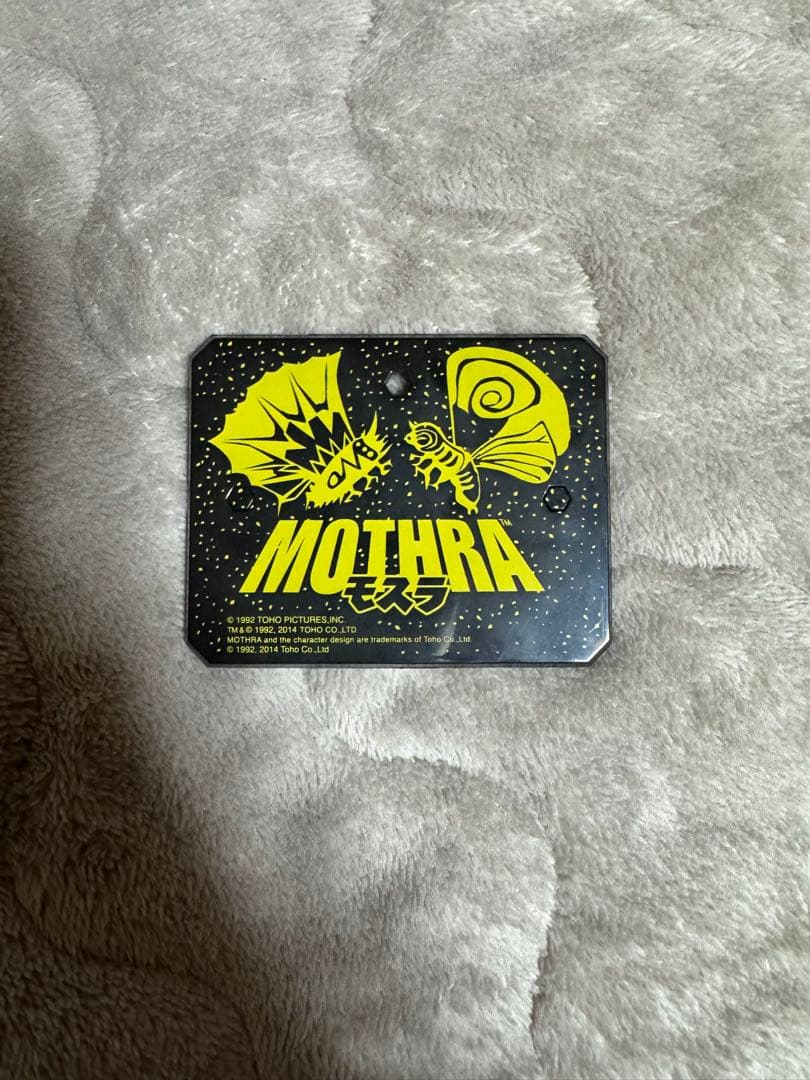 MOTHRA™
モスラ
© 1992 TOHO PICTURES,INC.
TM & © 1992, 2014 TOHO CO.,LTD
MOTHRA and the character design are trademarks of Toho Co.,Ltd.
© 1992, 2014 Toho Co.,Ltd